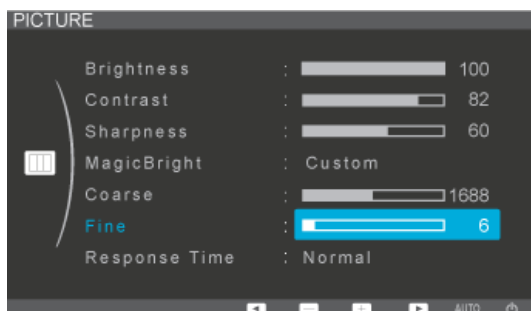 PICTURE
Brightness : 100
Contrast : 82
Sharpness : 60
MagicBright : Custom
Coarse : 1688
Fine : 6
Response Time : Normal
AUTO